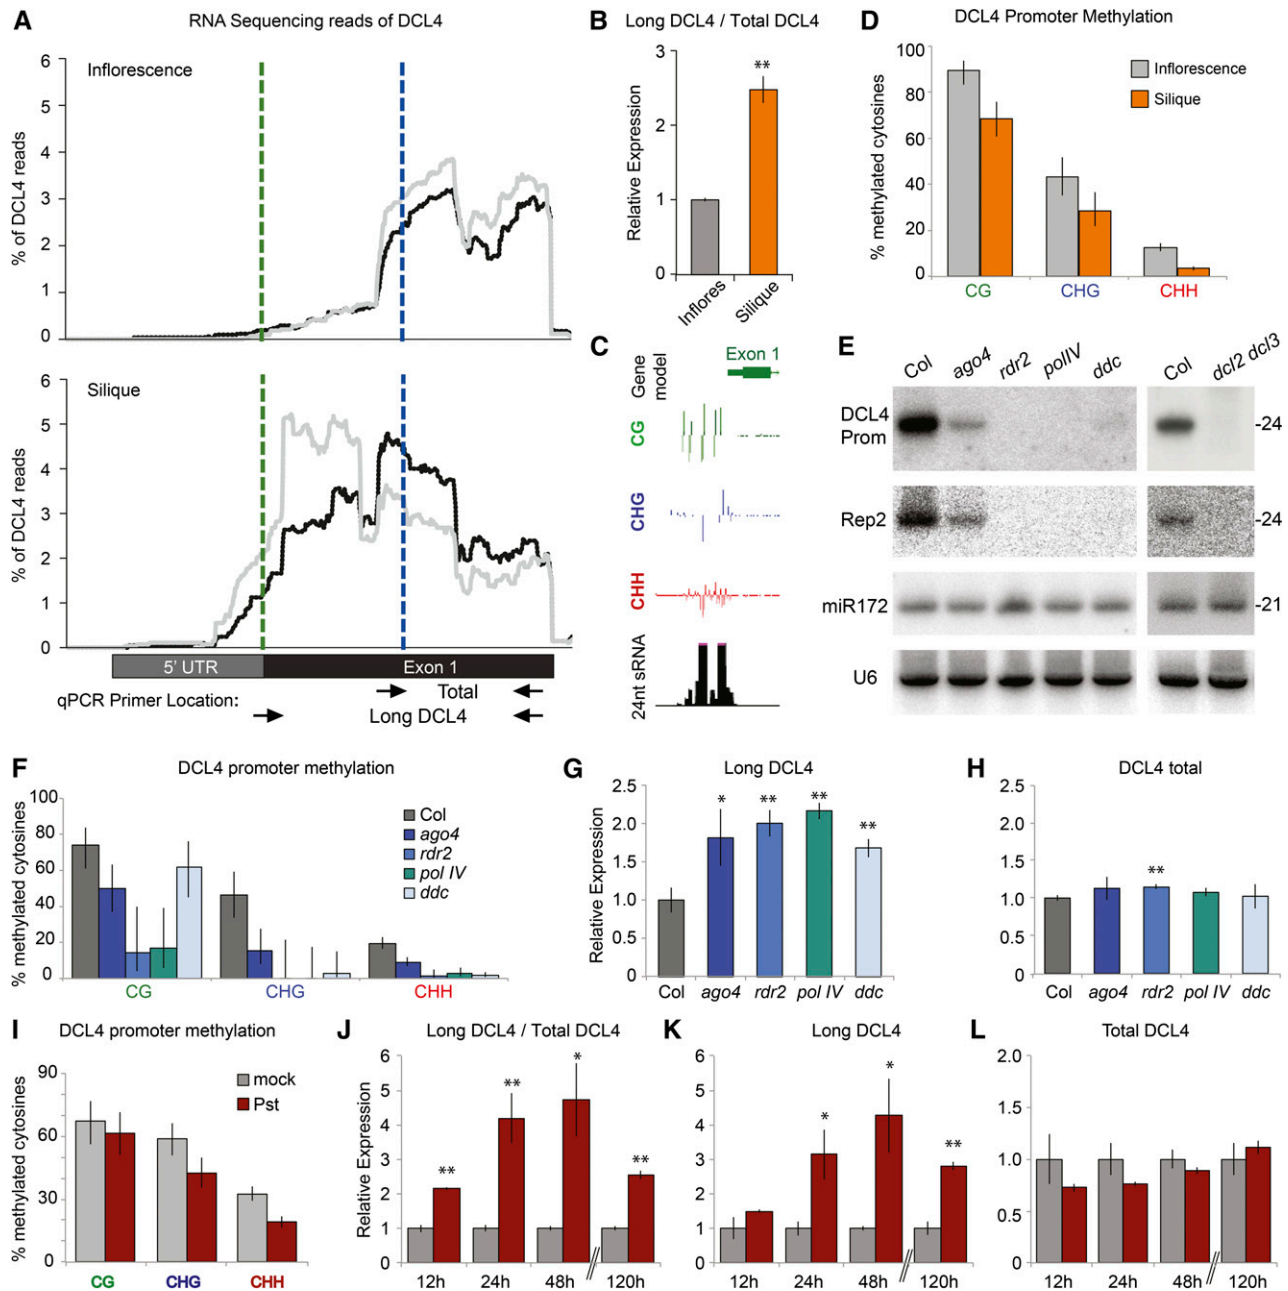 A
RNA Sequencing reads of DCL4
Inflorescence
% of DCL4 reads
6
5
4
3
2
1
0
Silique
% of DCL4 reads
6
5
4
3
2
1
0
5' UTR
Exon 1
qPCR Primer Location:
Total
Long DCL4
B
Long DCL4 / Total DCL4
Relative Expression
3
2
1
0
**
Inflores
Silique
C
Gene model
Exon 1
CG
CHG
CHH
24nt sRNA
D
DCL4 Promoter Methylation
% methylated cytosines
100
80
60
40
20
0
Inflorescence
Silique
CG
CHG
CHH
E
Col
ago4
rdr2
polIV
ddc
Col
dcl2 dcl3
DCL4 Prom
-24
Rep2
-24
miR172
-21
U6
F
DCL4 promoter methylation
% methylated cytosines
100
80
60
40
20
0
Col
ago4
rdr2
pol IV
ddc
CG
CHG
CHH
G
Long DCL4
Relative Expression
2.5
2.0
1.5
1.0
0.5
0
*
**
**
**
Col
ago4
rdr2
pol IV
ddc
H
DCL4 total
2.5
2.0
1.5
1.0
0.5
0
**
Col
ago4
rdr2
pol IV
ddc
I
DCL4 promoter methylation
% methylated cytosines
90
60
30
0
mock
Pst
CG
CHG
CHH
J
Long DCL4 / Total DCL4
Relative Expression
6
5
4
3
2
1
0
**
**
*
**
12h
24h
48h
120h
K
Long DCL4
6
5
4
3
2
1
0
*
*
**
12h
24h
48h
120h
L
Total DCL4
2.0
1.5
1.0
0.5
0
12h
24h
48h
120h